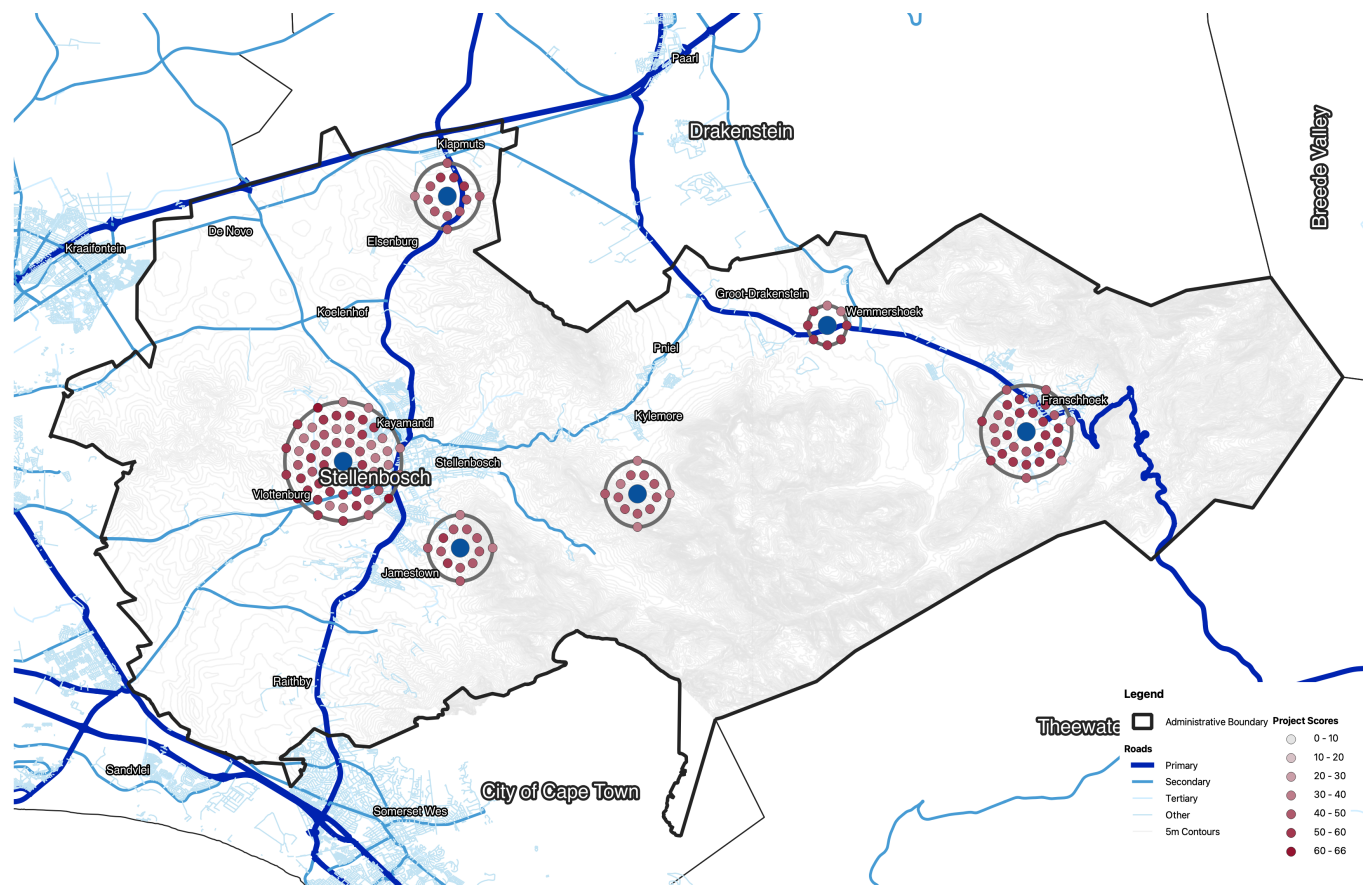 Paarl
Drakenstein
Breede Valley
Klapmuts
De Novo
Elsenburg
Kraaifontein
Groot-Drakenstein
Koelenhof
Wemmershoek
Pniel
Franschhoek
Kylemore
Kayamandi
Stellenbosch
Stellenbosch
Vlottenburg
Jamestown
Raithby
Sandvlei
City of Cape Town
Somerset Wes
Theewate
Legend
Administrative Boundary
Roads
Primary
Secondary
Tertiary
Other
5m Contours
Project Scores
0 - 10
10 - 20
20 - 30
30 - 40
40 - 50
50 - 60
60 - 66